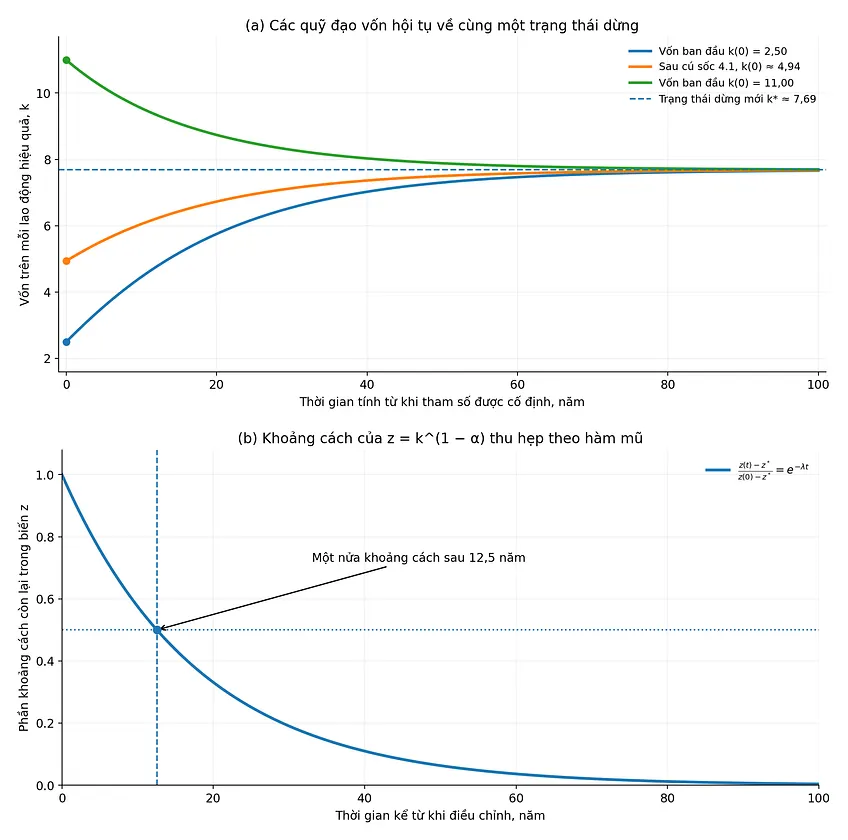 (a) Các quỹ đạo vốn hội tụ về cùng một trạng thái dừng
Vốn ban đầu k(0) = 2,50
Sau cú sốc 4.1, k(0) ≈ 4,94
Vốn ban đầu k(0) = 11,00
Trạng thái dừng mới k* ≈ 7,69
Vốn trên mỗi lao động hiệu quả, k
10
8
6
4
2
0
20
40
60
80
100
Thời gian tính từ khi tham số được cố định, năm
(b) Khoảng cách của z = k^(1 − α) thu hẹp theo hàm mũ
z(t)−z*
z(0)−z*
= e^{−λt}
Phần khoảng cách còn lại trong biến z
1.0
0.8
0.6
0.4
0.2
0.0
Một nửa khoảng cách sau 12,5 năm
0
20
40
60
80
100
Thời gian kể từ khi điều chỉnh, năm